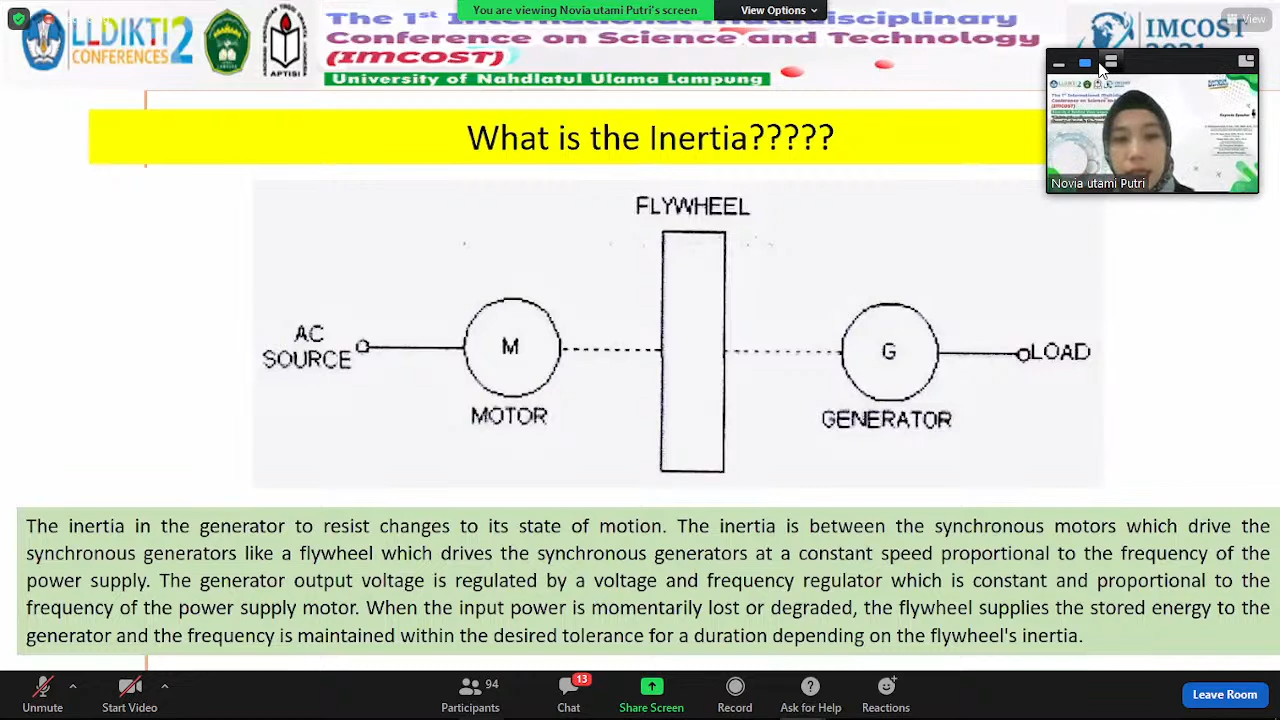 You are viewing Novia utami Putri's screen
View Options
View
LLDIKTI 2
CONFERENCES
APTISI
The 1st International Multidisciplinary
Conference on Science and Technology
(IMCOST)
University of Nahdlatul Ulama Lampung
IMCOST
2021
What is the Inertia?????
Novia utami Putri
FLYWHEEL
AC
SOURCE
M
MOTOR
G
GENERATOR
LOAD
The inertia in the generator to resist changes to its state of motion. The inertia is between the synchronous motors which drive the
synchronous generators like a flywheel which drives the synchronous generators at a constant speed proportional to the frequency of the
power supply. The generator output voltage is regulated by a voltage and frequency regulator which is constant and proportional to the
frequency of the power supply motor. When the input power is momentarily lost or degraded, the flywheel supplies the stored energy to the
generator and the frequency is maintained within the desired tolerance for a duration depending on the flywheel's inertia.
Unmute
Start Video
94
Participants
13
Chat
Share Screen
Record
Ask for Help
Reactions
Leave Room